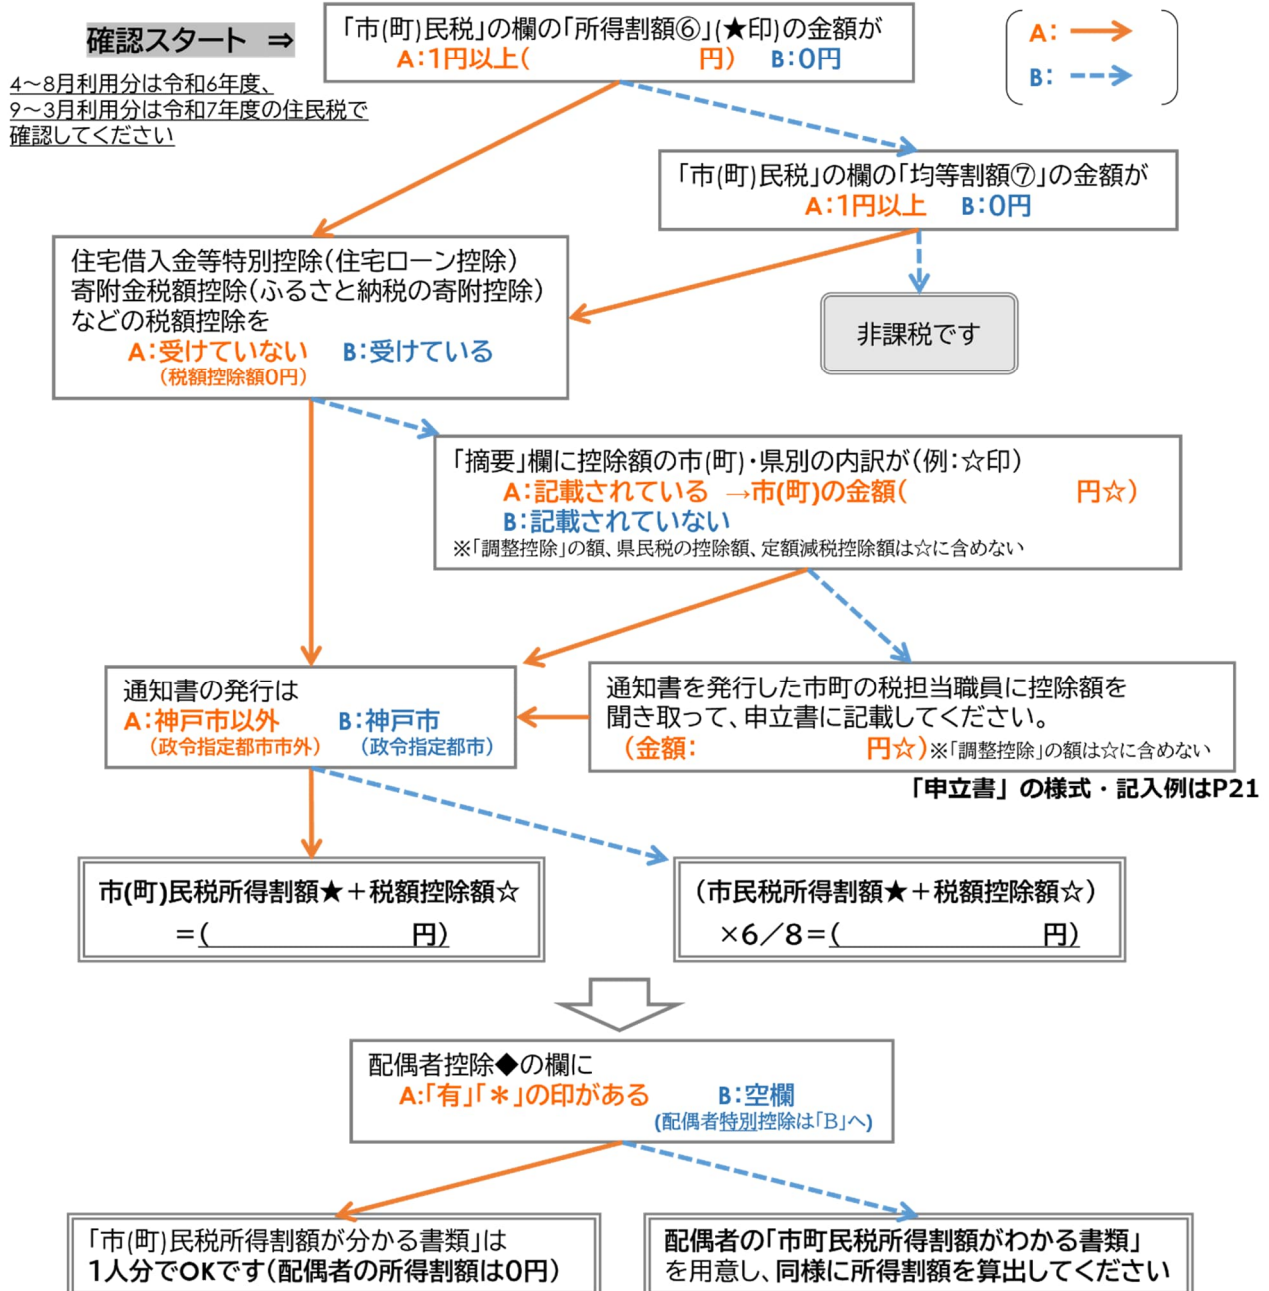 確認スタート ⇒
4～8月利用分は令和6年度、
9～3月利用分は令和7年度の住民税で
確認してください
「市(町)民税」の欄の「所得割額⑥」(★印)の金額が
A：1円以上( 円) B：0円
A：
B：
「市(町)民税」の欄の「均等割額⑦」の金額が
A：1円以上 B：0円
非課税です
住宅借入金等特別控除(住宅ローン控除)
寄附金税額控除(ふるさと納税の寄附控除)
などの税額控除を
A：受けていない B：受けている
(税額控除額0円)
「摘要」欄に控除額の市(町)・県別の内訳が(例：☆印)
A：記載されている →市(町)の金額( 円☆)
B：記載されていない
※「調整控除」の額、県民税の控除額、定額減税控除額は☆に含めない
通知書の発行は
A：神戸市以外 B：神戸市
(政令指定都市市外) (政令指定都市)
通知書を発行した市町の税担当職員に控除額を
聞き取って、申立書に記載してください。
(金額： 円☆)※「調整控除」の額は☆に含めない
「申立書」の様式・記入例はP21
市(町)民税所得割額★＋税額控除額☆
＝( 円)
(市民税所得割額★＋税額控除額☆)
×6／8＝( 円)
配偶者控除◆の欄に
A:「有」「＊」の印がある B：空欄
(配偶者特別控除は「B」へ)
「市(町)民税所得割額が分かる書類」は
1人分でOKです(配偶者の所得割額は0円)
配偶者の「市町民税所得割額がわかる書類」
を用意し、同様に所得割額を算出してください